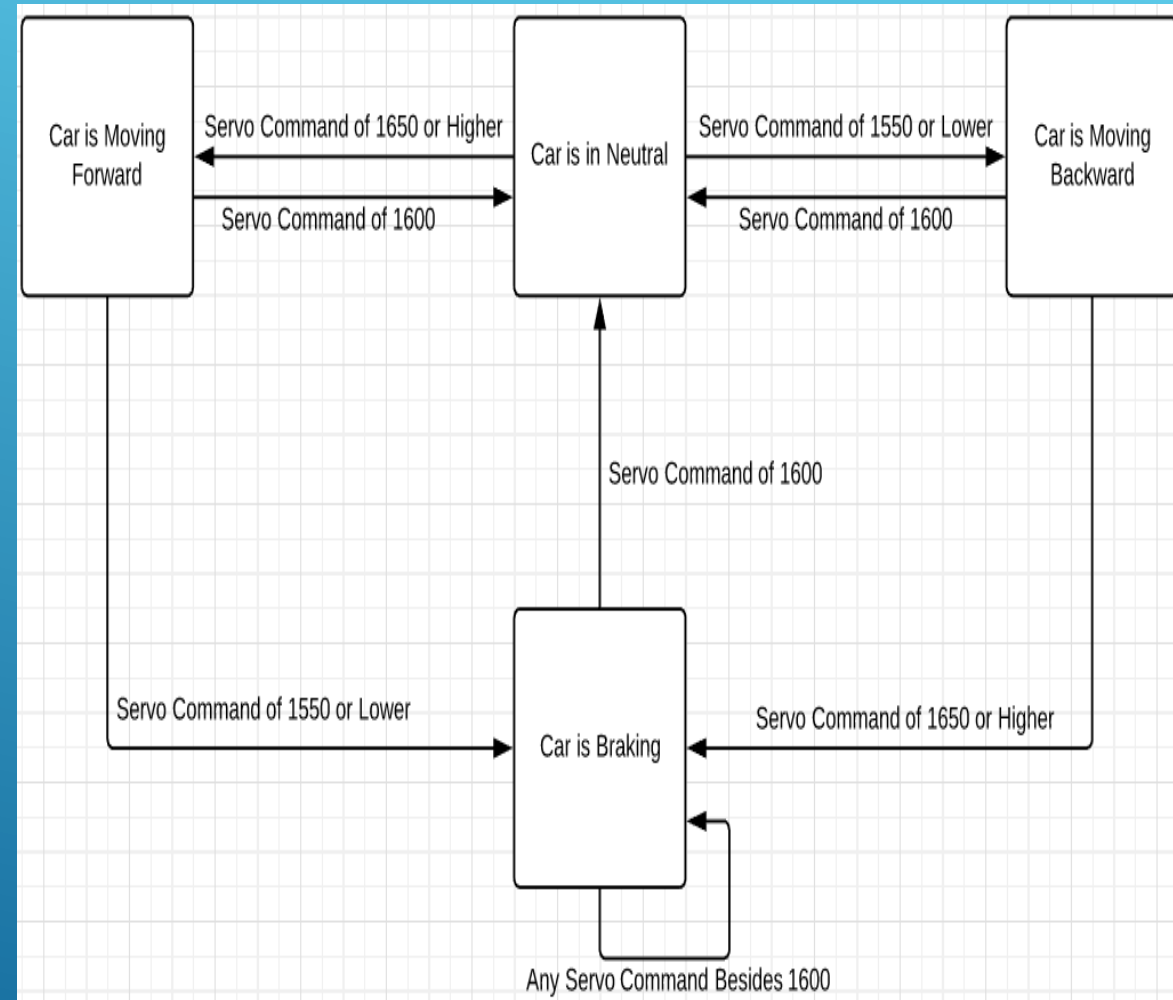 Car is Moving
Forward
Servo Command of 1650 or Higher
Servo Command of 1600
Car is in Neutral
Servo Command of 1550 or Lower
Servo Command of 1600
Car is Moving
Backward
Servo Command of 1600
Servo Command of 1550 or Lower
Car is Braking
Servo Command of 1650 or Higher
Any Servo Command Besides 1600